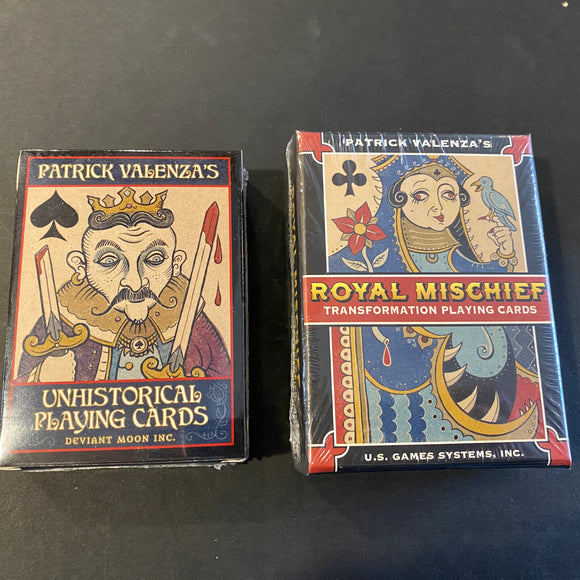 PATRICK VALENZA'S
UNHISTORICAL
PLAYING CARDS
DEVIANT MOON INC.
PATRICK VALENZA'S
ROYAL MISCHIEF
TRANSFORMATION PLAYING CARDS
U.S. GAMES SYSTEMS, INC.